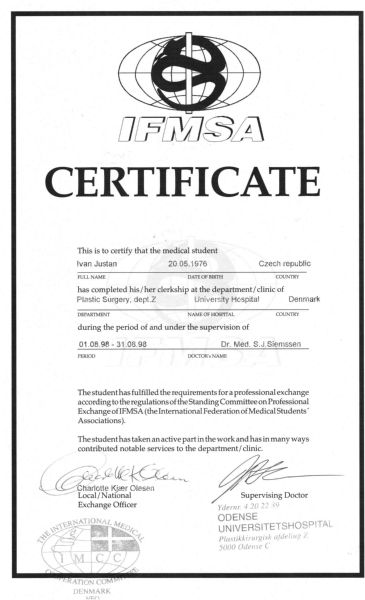 IFMSA
CERTIFICATE
This is to certify that the medical student
Ivan Justan 20.05.1976 Czech republic
FULL NAME DATE OF BIRTH COUNTRY
has completed his/her clerkship at the department/clinic of
Plastic Surgery, dept.Z University Hospital Denmark
DEPARTMENT NAME OF HOSPITAL COUNTRY
during the period of and under the supervision of
01.08.98 - 31.08.98 Dr. Med. S.J.Siemssen
PERIOD DOCTOR'S NAME
IFMSA
The student has fulfilled the requirements for a professional exchange
according to the regulations of the Standing Committee on Professional
Exchange of IFMSA (the International Federation of Medical Students'
Associations).
The student has taken an active part in the work and has in many ways
contributed notable services to the department/clinic.
Charlotte Kjær Olesen
Local/National
Exchange Officer
Supervising Doctor
Ydernr. 4 20 22 39
ODENSE
UNIVERSITETSHOSPITAL
Plastikkirurgisk afdeling Z
5000 Odense C
THE INTERNATIONAL MEDICAL
IMCC
COOPERATION COMMITTEE
DENMARK